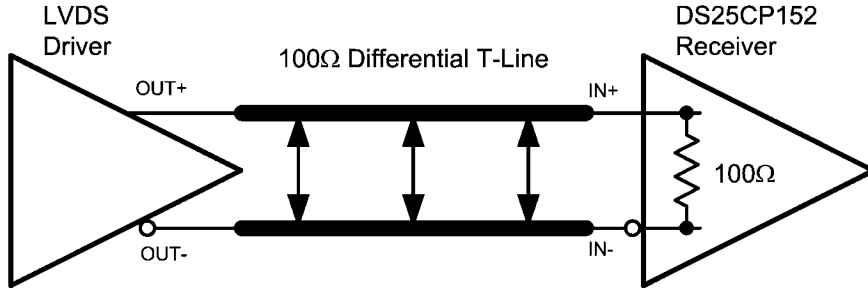 LVDS
Driver
DS25CP152
Receiver
100Ω Differential T-Line
OUT+
IN+
100Ω
OUT-
IN-